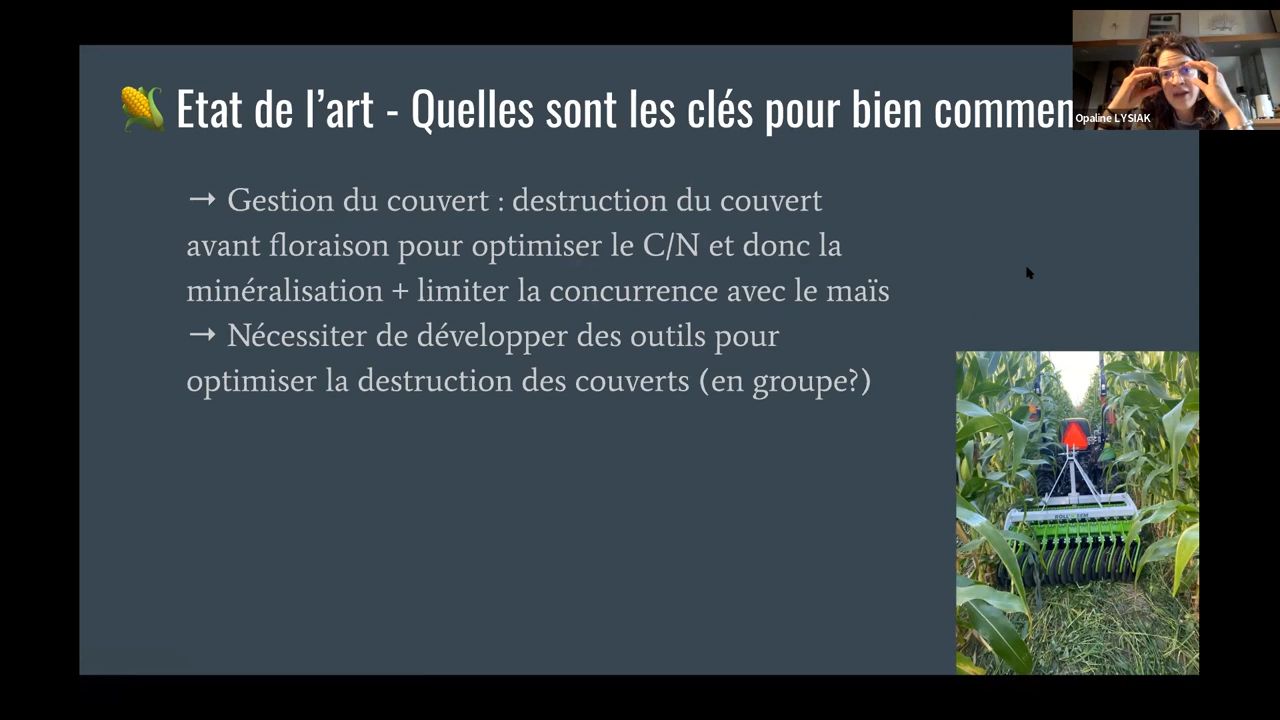 Etat de l’art - Quelles sont les clés pour bien commen
Opaline LYSIAK
→ Gestion du couvert : destruction du couvert
avant floraison pour optimiser le C/N et donc la
minéralisation + limiter la concurrence avec le maïs
→ Nécessiter de développer des outils pour
optimiser la destruction des couverts (en groupe?)